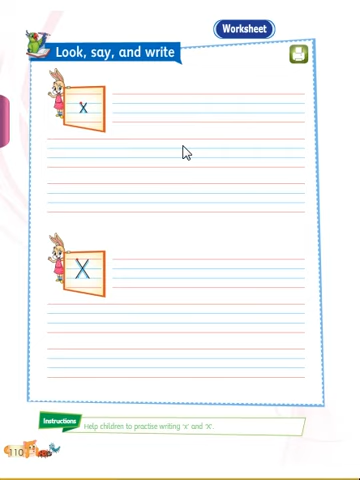 Worksheet
Look, say, and write
x
X
Instructions
Help children to practise writing 'x' and 'X'.
110